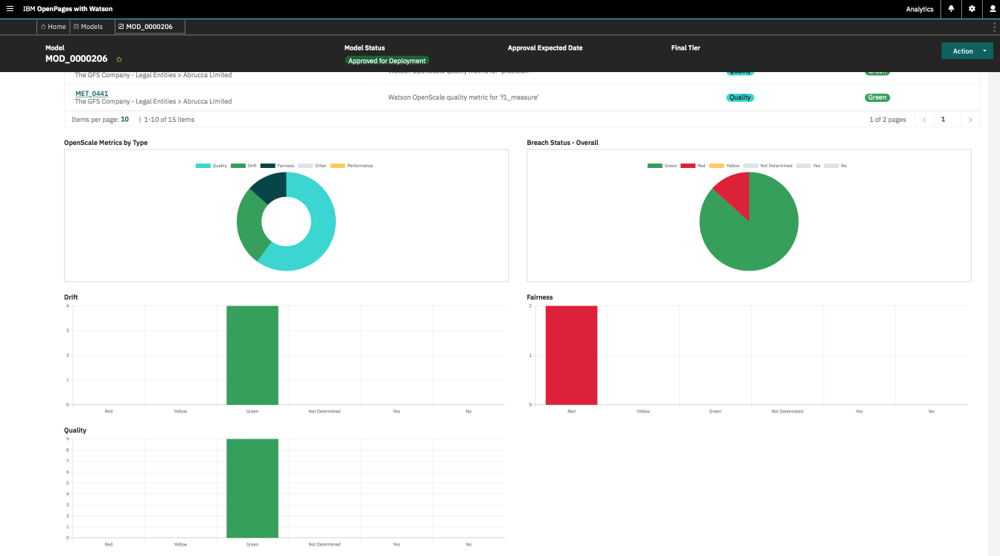 IBM OpenPages with Watson
Analytics
Home
Models
MOD_0000206
Model
MOD_0000206
Model Status
Approved for Deployment
Approval Expected Date
Final Tier
Action
The GFS Company - Legal Entities > Abrucca Limited
Watson OpenScale quality metric for 'precision'
Quality
Green
MET_0441
The GFS Company - Legal Entities > Abrucca Limited
Watson OpenScale quality metric for 'f1_measure'
Quality
Green
Items per page: 10 | 1-10 of 15 items
1 of 2 pages
1
OpenScale Metrics by Type
Quality Drift Fairness Other Performance
Breach Status - Overall
Green Red Yellow Not Determined Yes No
Drift
4
3
2
1
0
Red Yellow Green Not Determined Yes No
Fairness
2
1
0
Red Yellow Green Not Determined Yes No
Quality
9
8
7
6
5
4
3
2
1
0
Red Yellow Green Not Determined Yes No